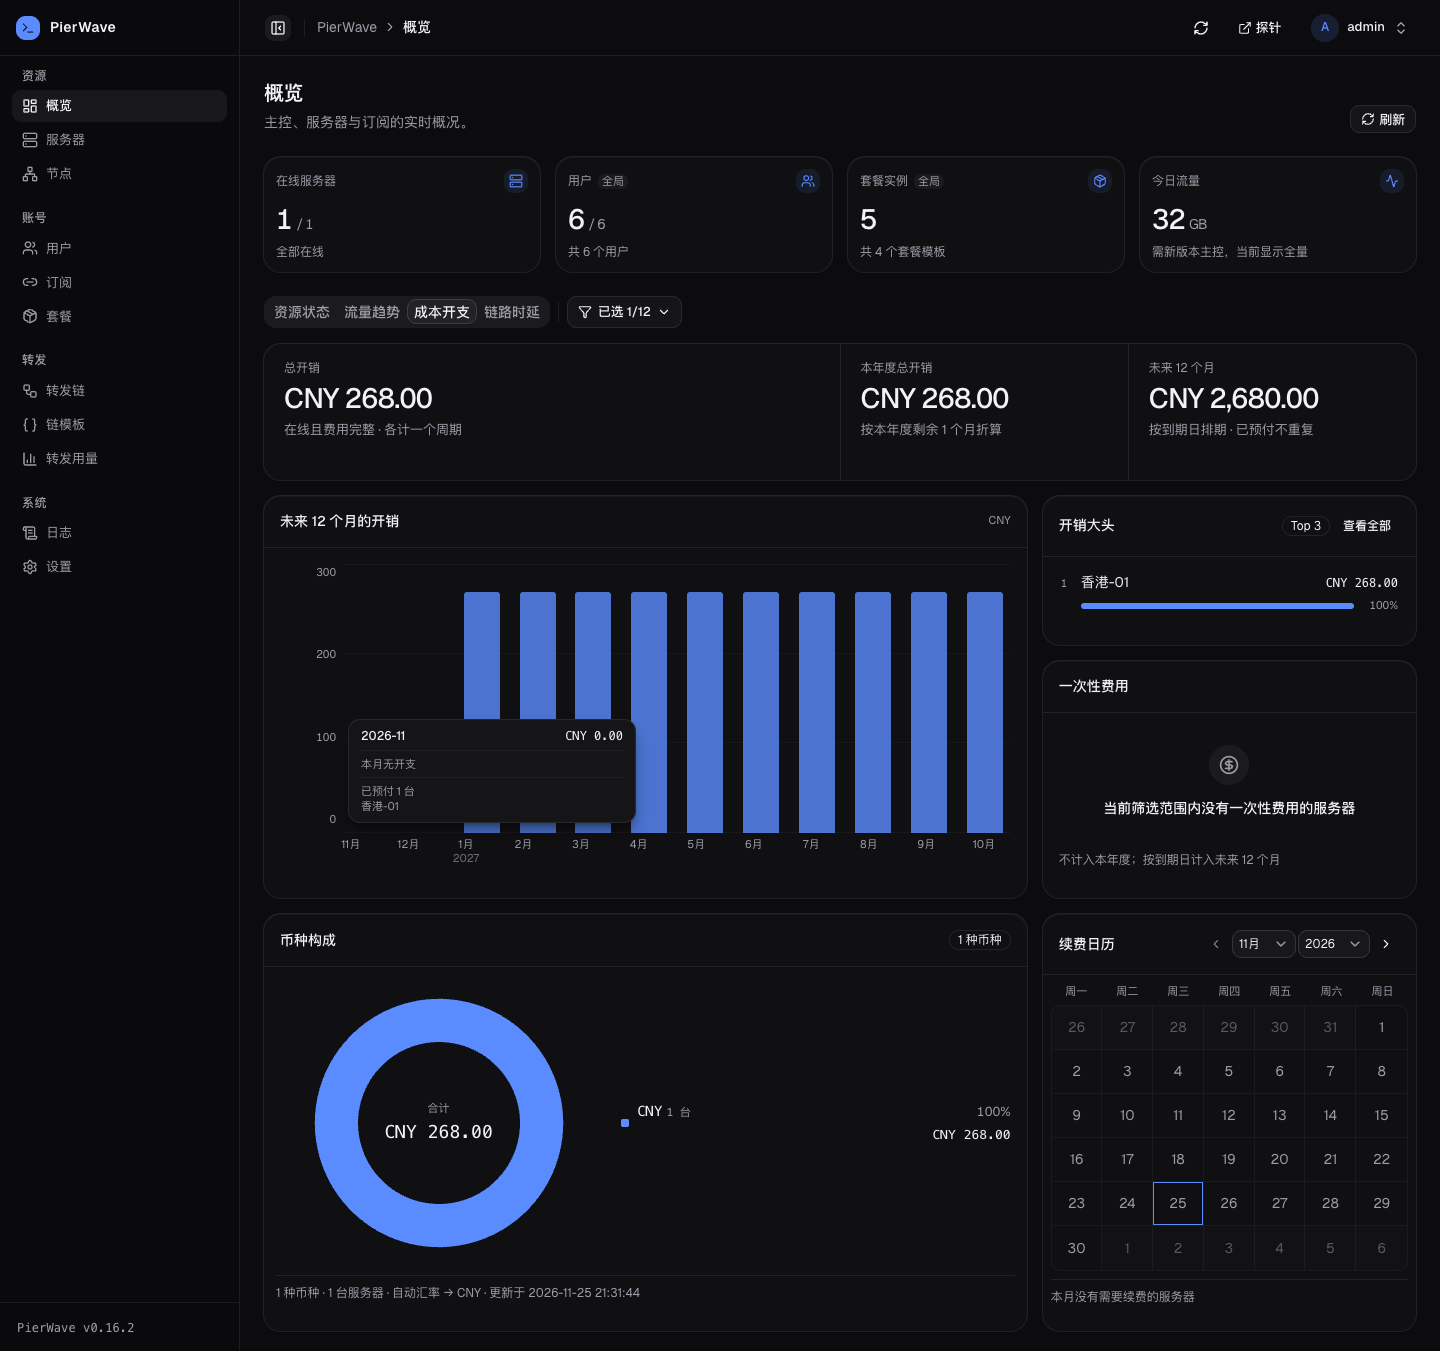 PierWave
PierWave > 概览
探针
A admin
资源
概览
服务器
节点
账号
用户
订阅
套餐
转发
转发链
链模板
转发用量
系统
日志
设置
PierWave v0.16.2
概览
主控、服务器与订阅的实时概况。
刷新
在线服务器
1 / 1
全部在线
用户 全局
6 / 6
共 6 个用户
套餐实例 全局
5
共 4 个套餐模板
今日流量
32 GB
需新版本主控，当前显示全量
资源状态 流量趋势 成本开支 链路时延
已选 1/12
总开销
CNY 268.00
在线且费用完整 · 各计一个周期
本年度总开销
CNY 268.00
按本年度剩余 1 个月折算
未来 12 个月
CNY 2,680.00
按到期日排期 · 已预付不重复
未来 12 个月的开销 CNY
300
200
100
0
2026-11 CNY 0.00
本月无开支
已预付 1 台
香港-01
11月 12月 1月 2月 3月 4月 5月 6月 7月 8月 9月 10月
2027
开销大头 Top 3 查看全部
1 香港-01 CNY 268.00
100%
一次性费用
当前筛选范围内没有一次性费用的服务器
不计入本年度；按到期日计入未来 12 个月
币种构成 1 种币种
合计
CNY 268.00
CNY 1 台 100%
CNY 268.00
1 种币种 · 1 台服务器 · 自动汇率 → CNY · 更新于 2026-11-25 21:31:44
续费日历 11月 2026
周一 周二 周三 周四 周五 周六 周日
26 27 28 29 30 31 1
2 3 4 5 6 7 8
9 10 11 12 13 14 15
16 17 18 19 20 21 22
23 24 25 26 27 28 29
30 1 2 3 4 5 6
本月没有需要续费的服务器